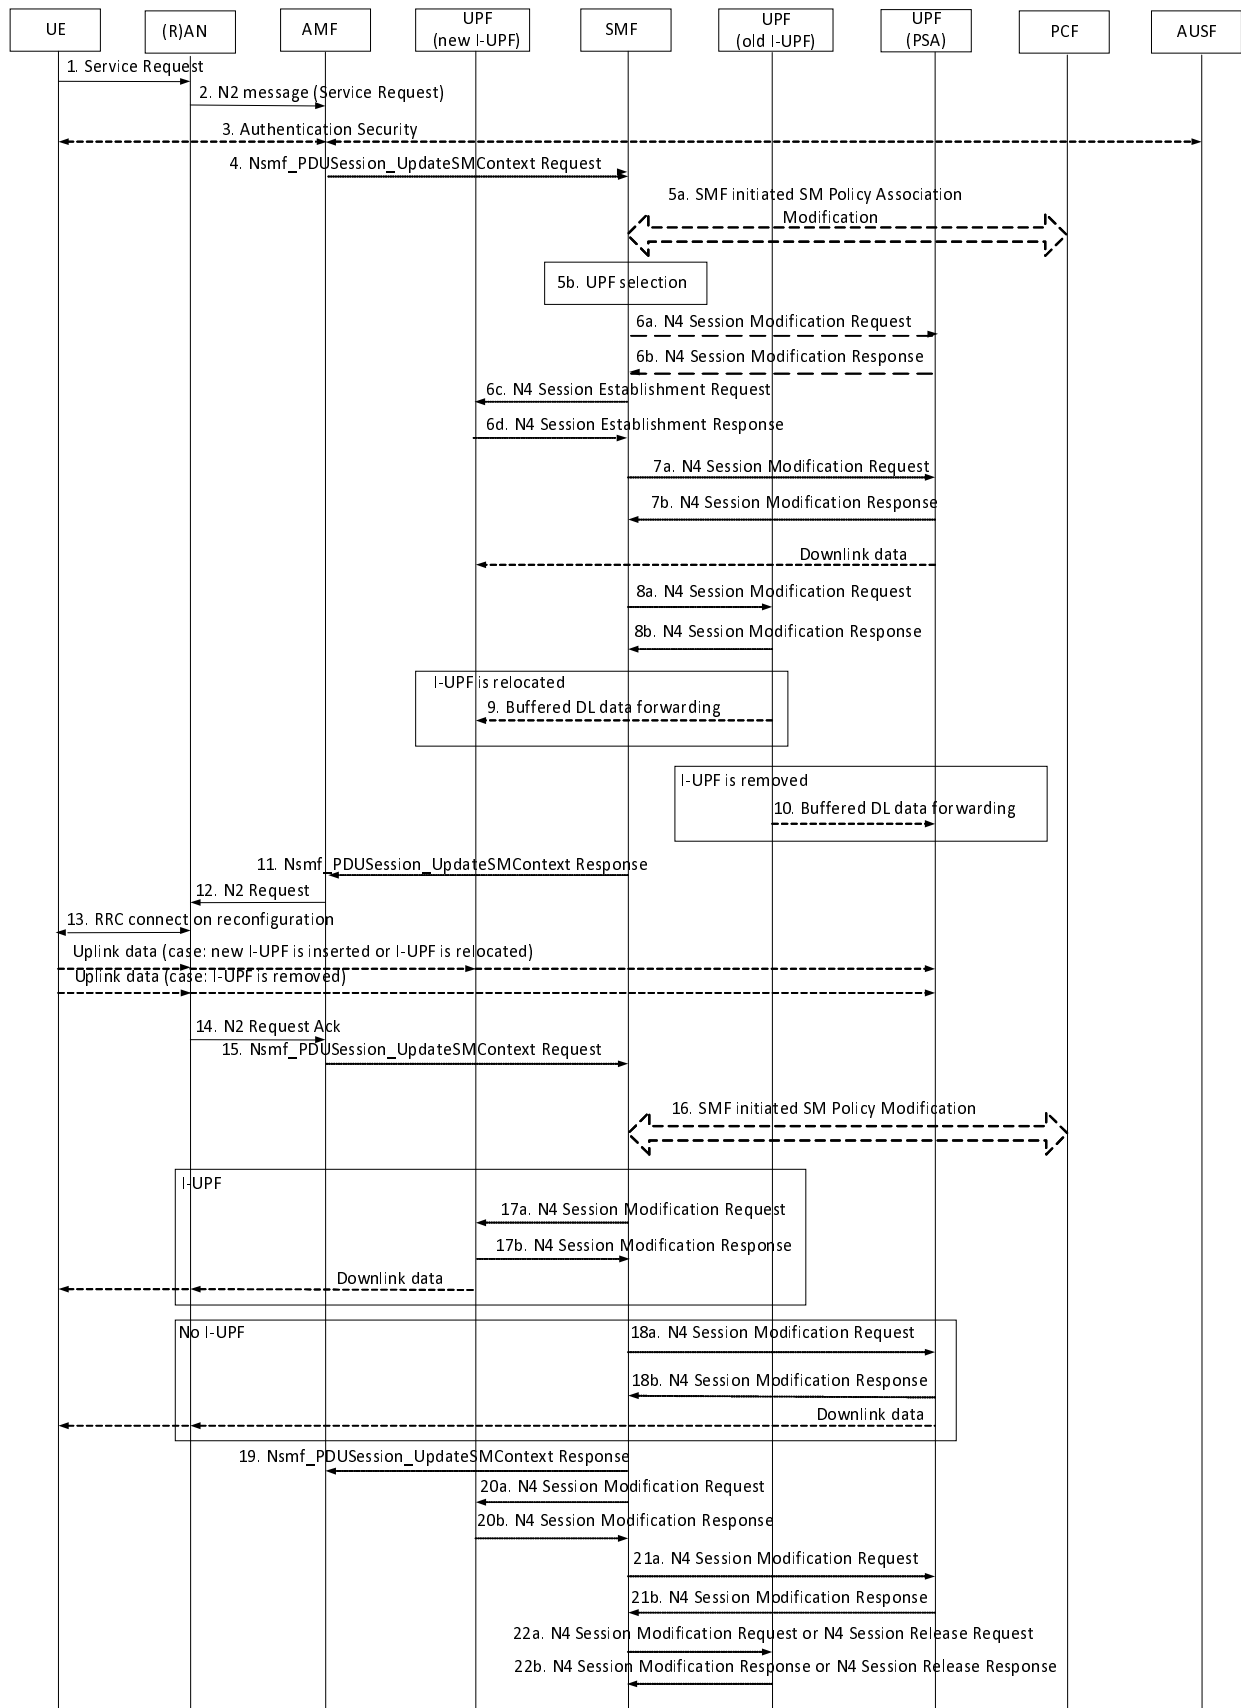 UE
(R)AN
AMF
UPF
(new I-UPF)
SMF
UPF
(old I-UPF)
UPF
(PSA)
PCF
AUSF
1. Service Request
2. N2 message (Service Request)
3. Authentication Security
4. Nsmf_PDUSession_UpdateSMContext Request
5a. SMF initiated SM Policy Association
Modification
5b. UPF selection
6a. N4 Session Modification Request
6b. N4 Session Modification Response
6c. N4 Session Establishment Request
6d. N4 Session Establishment Response
7a. N4 Session Modification Request
7b. N4 Session Modification Response
Downlink data
8a. N4 Session Modification Request
8b. N4 Session Modification Response
I-UPF is relocated
9. Buffered DL data forwarding
I-UPF is removed
10. Buffered DL data forwarding
11. Nsmf_PDUSession_UpdateSMContext Response
12. N2 Request
13. RRC connection reconfiguration
Uplink data (case: new I-UPF is inserted or I-UPF is relocated)
Uplink data (case: I-UPF is removed)
14. N2 Request Ack
15. Nsmf_PDUSession_UpdateSMContext Request
16. SMF initiated SM Policy Modification
I-UPF
17a. N4 Session Modification Request
17b. N4 Session Modification Response
Downlink data
No I-UPF
18a. N4 Session Modification Request
18b. N4 Session Modification Response
Downlink data
19. Nsmf_PDUSession_UpdateSMContext Response
20a. N4 Session Modification Request
20b. N4 Session Modification Response
21a. N4 Session Modification Request
21b. N4 Session Modification Response
22a. N4 Session Modification Request or N4 Session Release Request
22b. N4 Session Modification Response or N4 Session Release Response